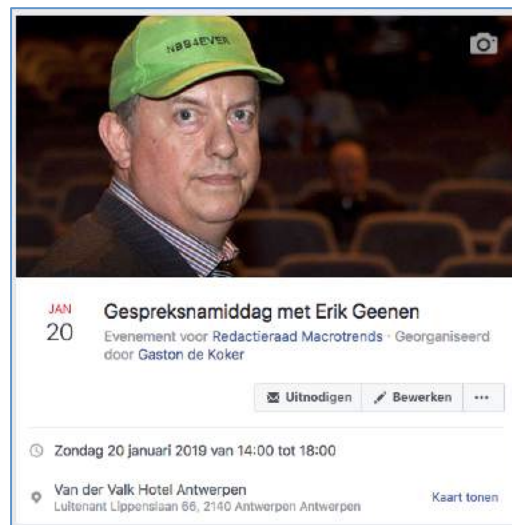 NBB4EVER
JAN
20
Gespreksnamiddag met Erik Geenen
Evenement voor Redactieraad Macrotrends · Georganiseerd
door Gaston de Koker
Uitnodigen
Bewerken
Zondag 20 januari 2019 van 14:00 tot 18:00
Van der Valk Hotel Antwerpen
Luitenant Lippenslaan 66, 2140 Antwerpen Antwerpen
Kaart tonen